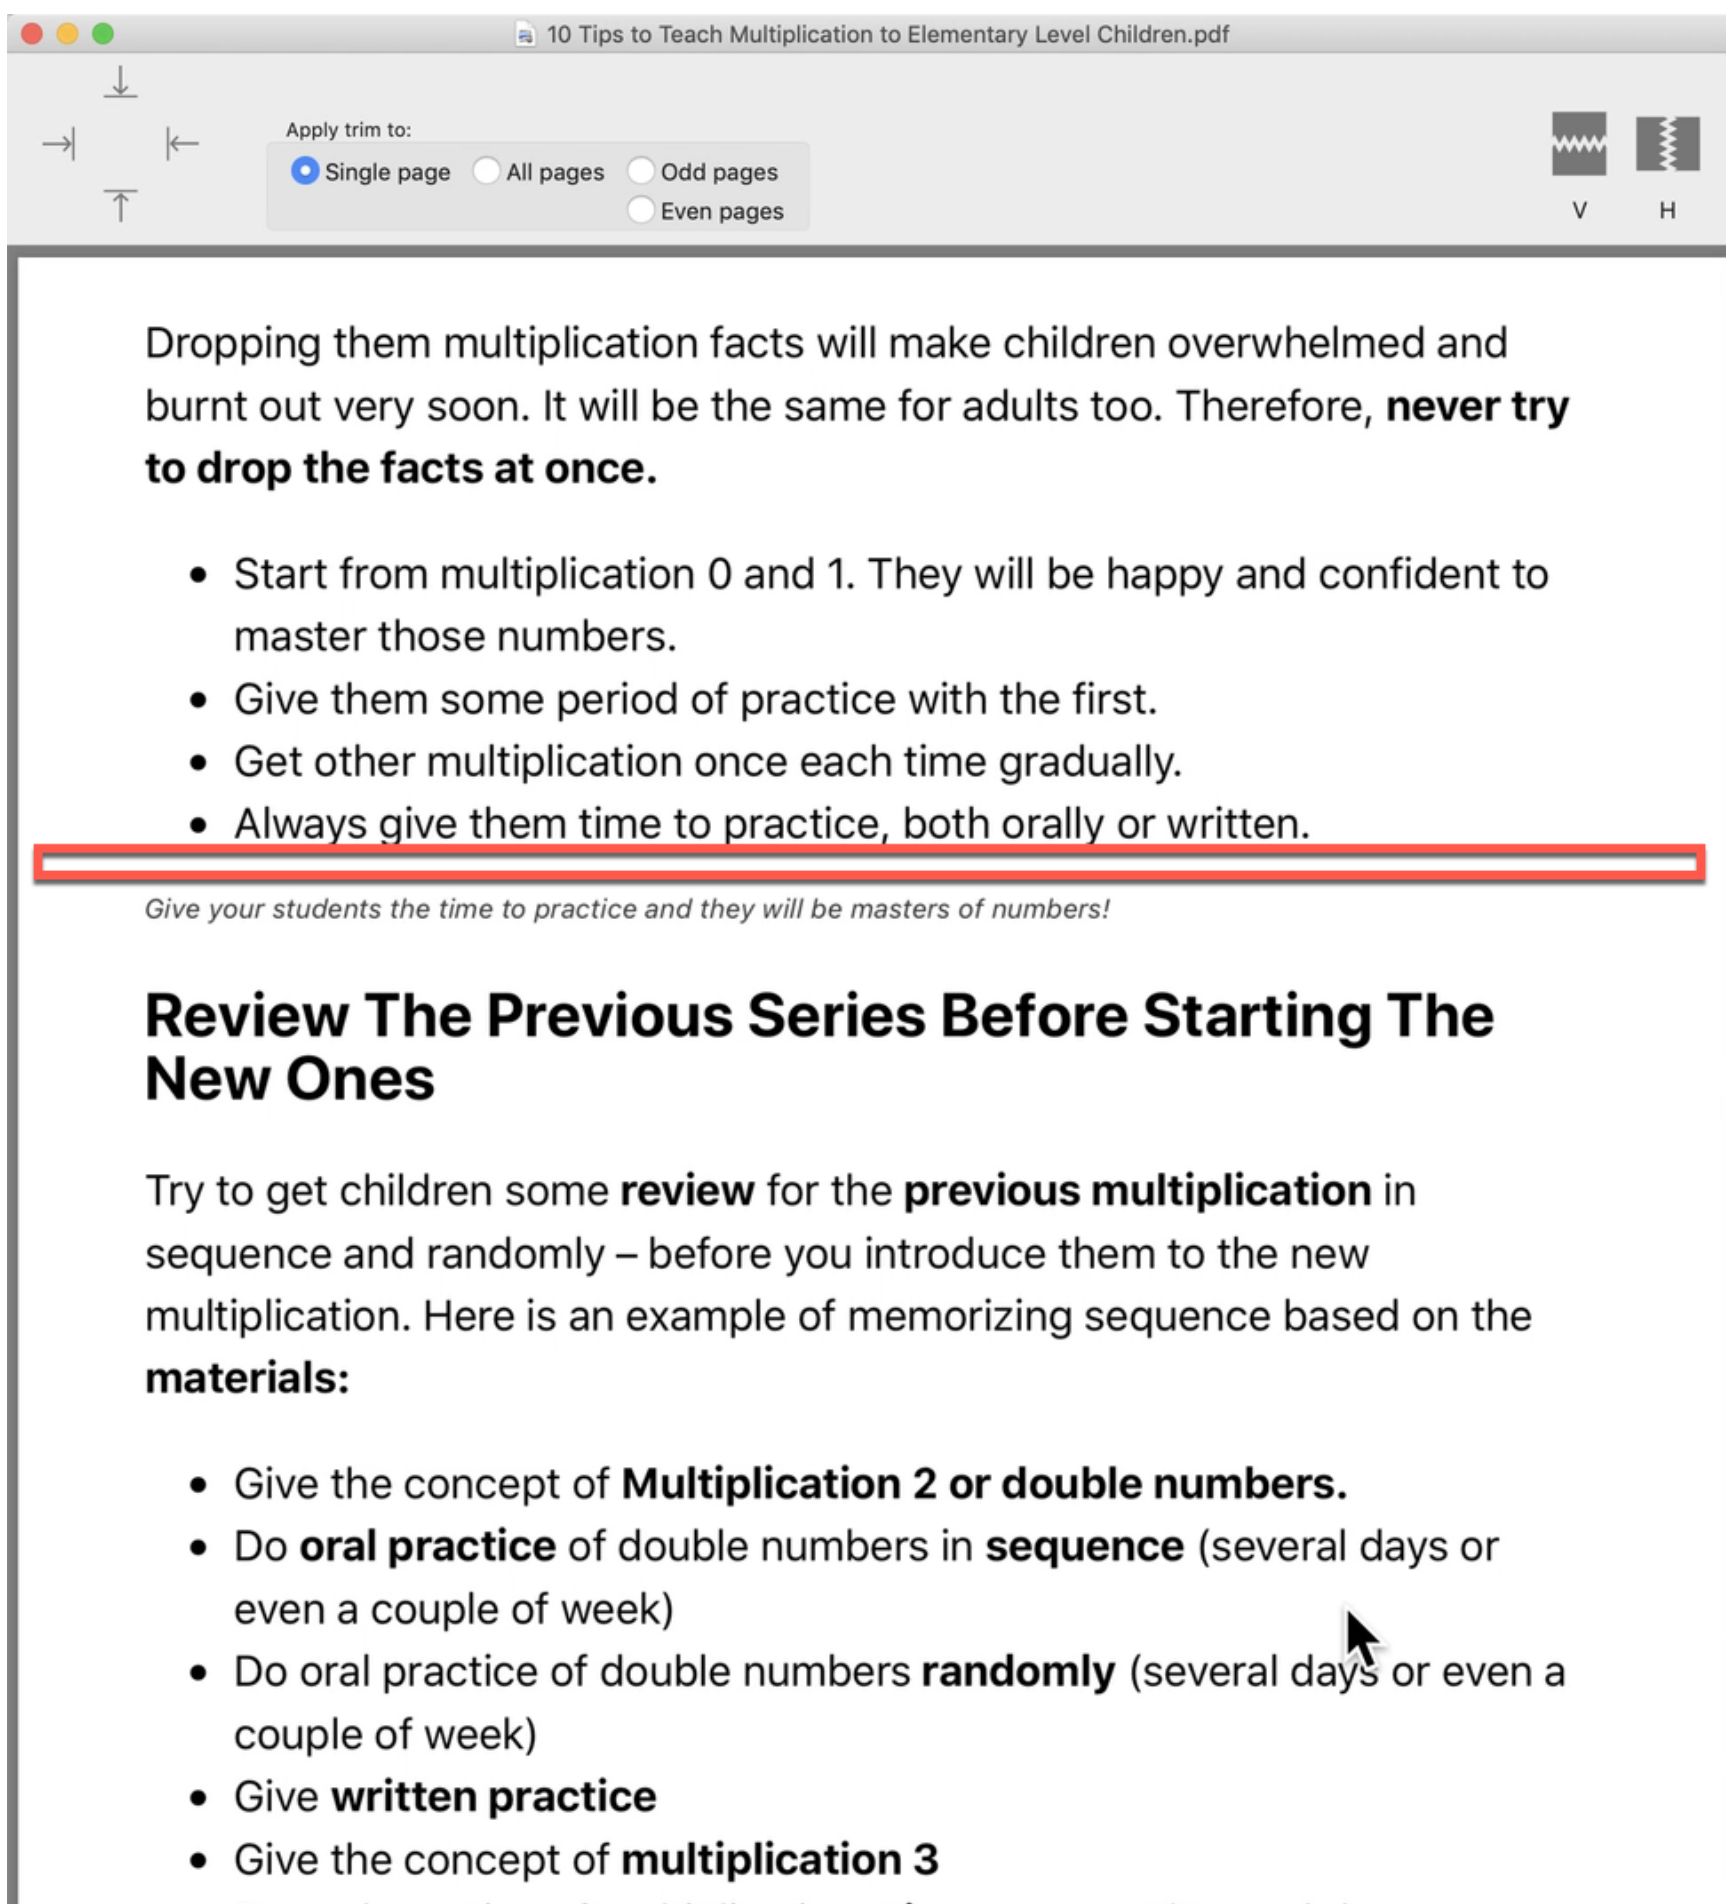 10 Tips to Teach Multiplication to Elementary Level Children.pdf
Apply trim to:
Single page All pages Odd pages
Even pages
V H
Dropping them multiplication facts will make children overwhelmed and
burnt out very soon. It will be the same for adults too. Therefore, never try
to drop the facts at once.
• Start from multiplication 0 and 1. They will be happy and confident to
master those numbers.
• Give them some period of practice with the first.
• Get other multiplication once each time gradually.
• Always give them time to practice, both orally or written.
Give your students the time to practice and they will be masters of numbers!
Review The Previous Series Before Starting The
New Ones
Try to get children some review for the previous multiplication in
sequence and randomly – before you introduce them to the new
multiplication. Here is an example of memorizing sequence based on the
materials:
• Give the concept of Multiplication 2 or double numbers.
• Do oral practice of double numbers in sequence (several days or
even a couple of week)
• Do oral practice of double numbers randomly (several days or even a
couple of week)
• Give written practice
• Give the concept of multiplication 3